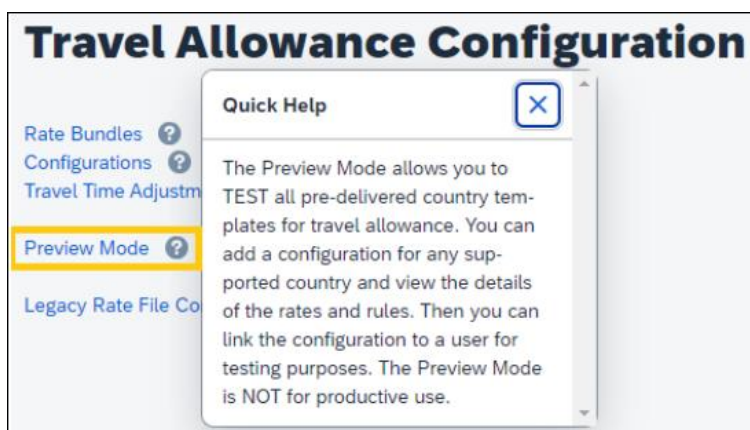 Travel Allowance Configuration
Rate Bundles
Configurations
Travel Time Adjustm
Preview Mode
Legacy Rate File Co
Quick Help
The Preview Mode allows you to
TEST all pre-delivered country tem-
plates for travel allowance. You can
add a configuration for any sup-
ported country and view the details
of the rates and rules. Then you can
link the configuration to a user for
testing purposes. The Preview Mode
is NOT for productive use.